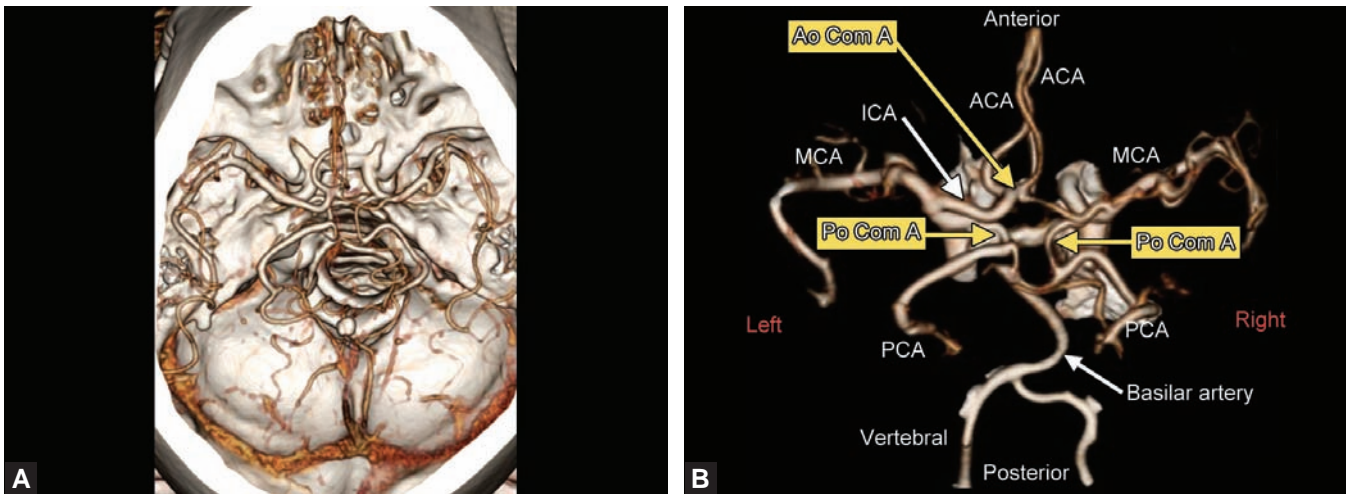 A
Anterior
Ao Com A
ACA
ACA
ICA
MCA
MCA
Po Com A
Po Com A
Left
Right
PCA
PCA
Basilar artery
Vertebral
Posterior
B